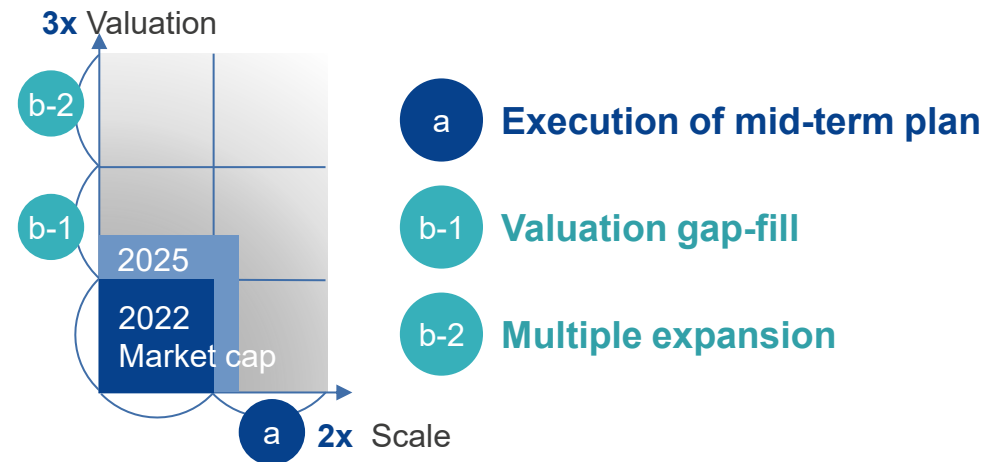 3x Valuation
b-2
b-1
2025
2022
Market cap
a
2x Scale
a Execution of mid-term plan
b-1 Valuation gap-fill
b-2 Multiple expansion